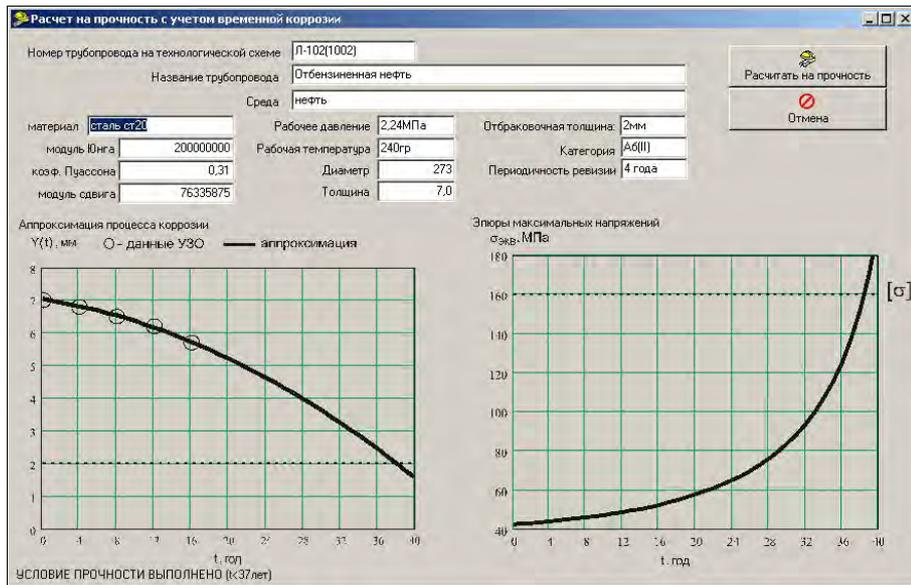 Расчет на прочность с учетом временной коррозии
Номер трубопровода на технологической схеме Л-102(1002)
Название трубопровода Отбензиненная нефть
Среда нефть
Расчитать на прочность
Отмена
материал сталь ст20 Рабочее давление 2,24МПа Отбраковочная толщина: 2мм
модуль Юнга 200000000 Рабочая температура 240гр Категория Аб(II)
коэф. Пуассона 0,31 Диаметр 273 Периодичность ревизии 4 года
модуль сдвига 76335875 Толщина 7,0
Аппроксимация процесса коррозии
Y(t), мм О - данные УЗО аппроксимация
8
7
6
5
4
3
2
1
0
0 4 8 12 16 20 24 28 32 36 40
t, год
Эпюры максимальных напряжений
σэкв, МПа
180
160 [σ]
140
120
100
80
60
40
0 4 8 12 16 20 24 28 32 36 40
t, год
УСЛОВИЕ ПРОЧНОСТИ ВЫПОЛНЕНО (t<37лет)